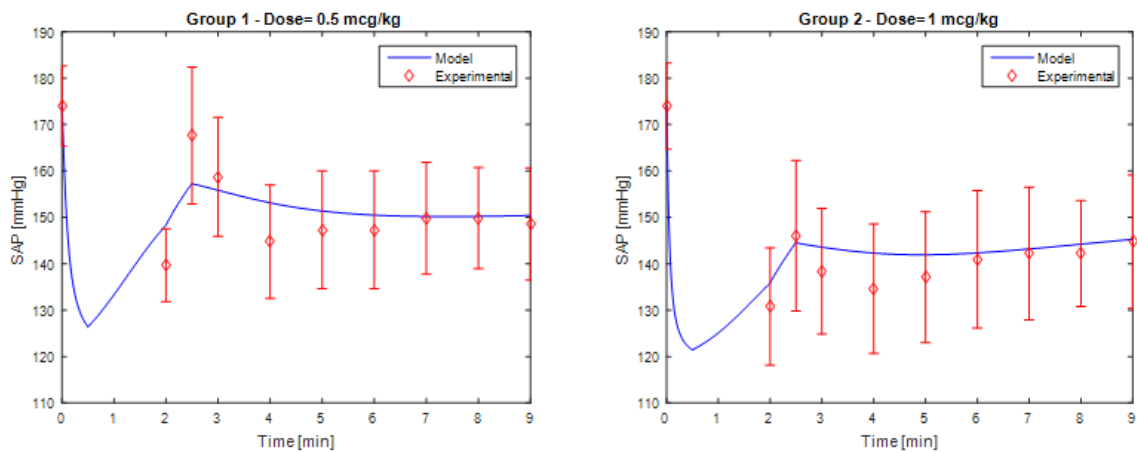 Group 1 - Dose= 0.5 mcg/kg
190
180
170
160
150
140
130
120
110
SAP [mmHg]
Model
Experimental
0 1 2 3 4 5 6 7 8 9
Time [min]
Group 2 - Dose= 1 mcg/kg
190
180
170
160
150
140
130
120
110
SAP [mmHg]
Model
Experimental
0 1 2 3 4 5 6 7 8 9
Time [min]